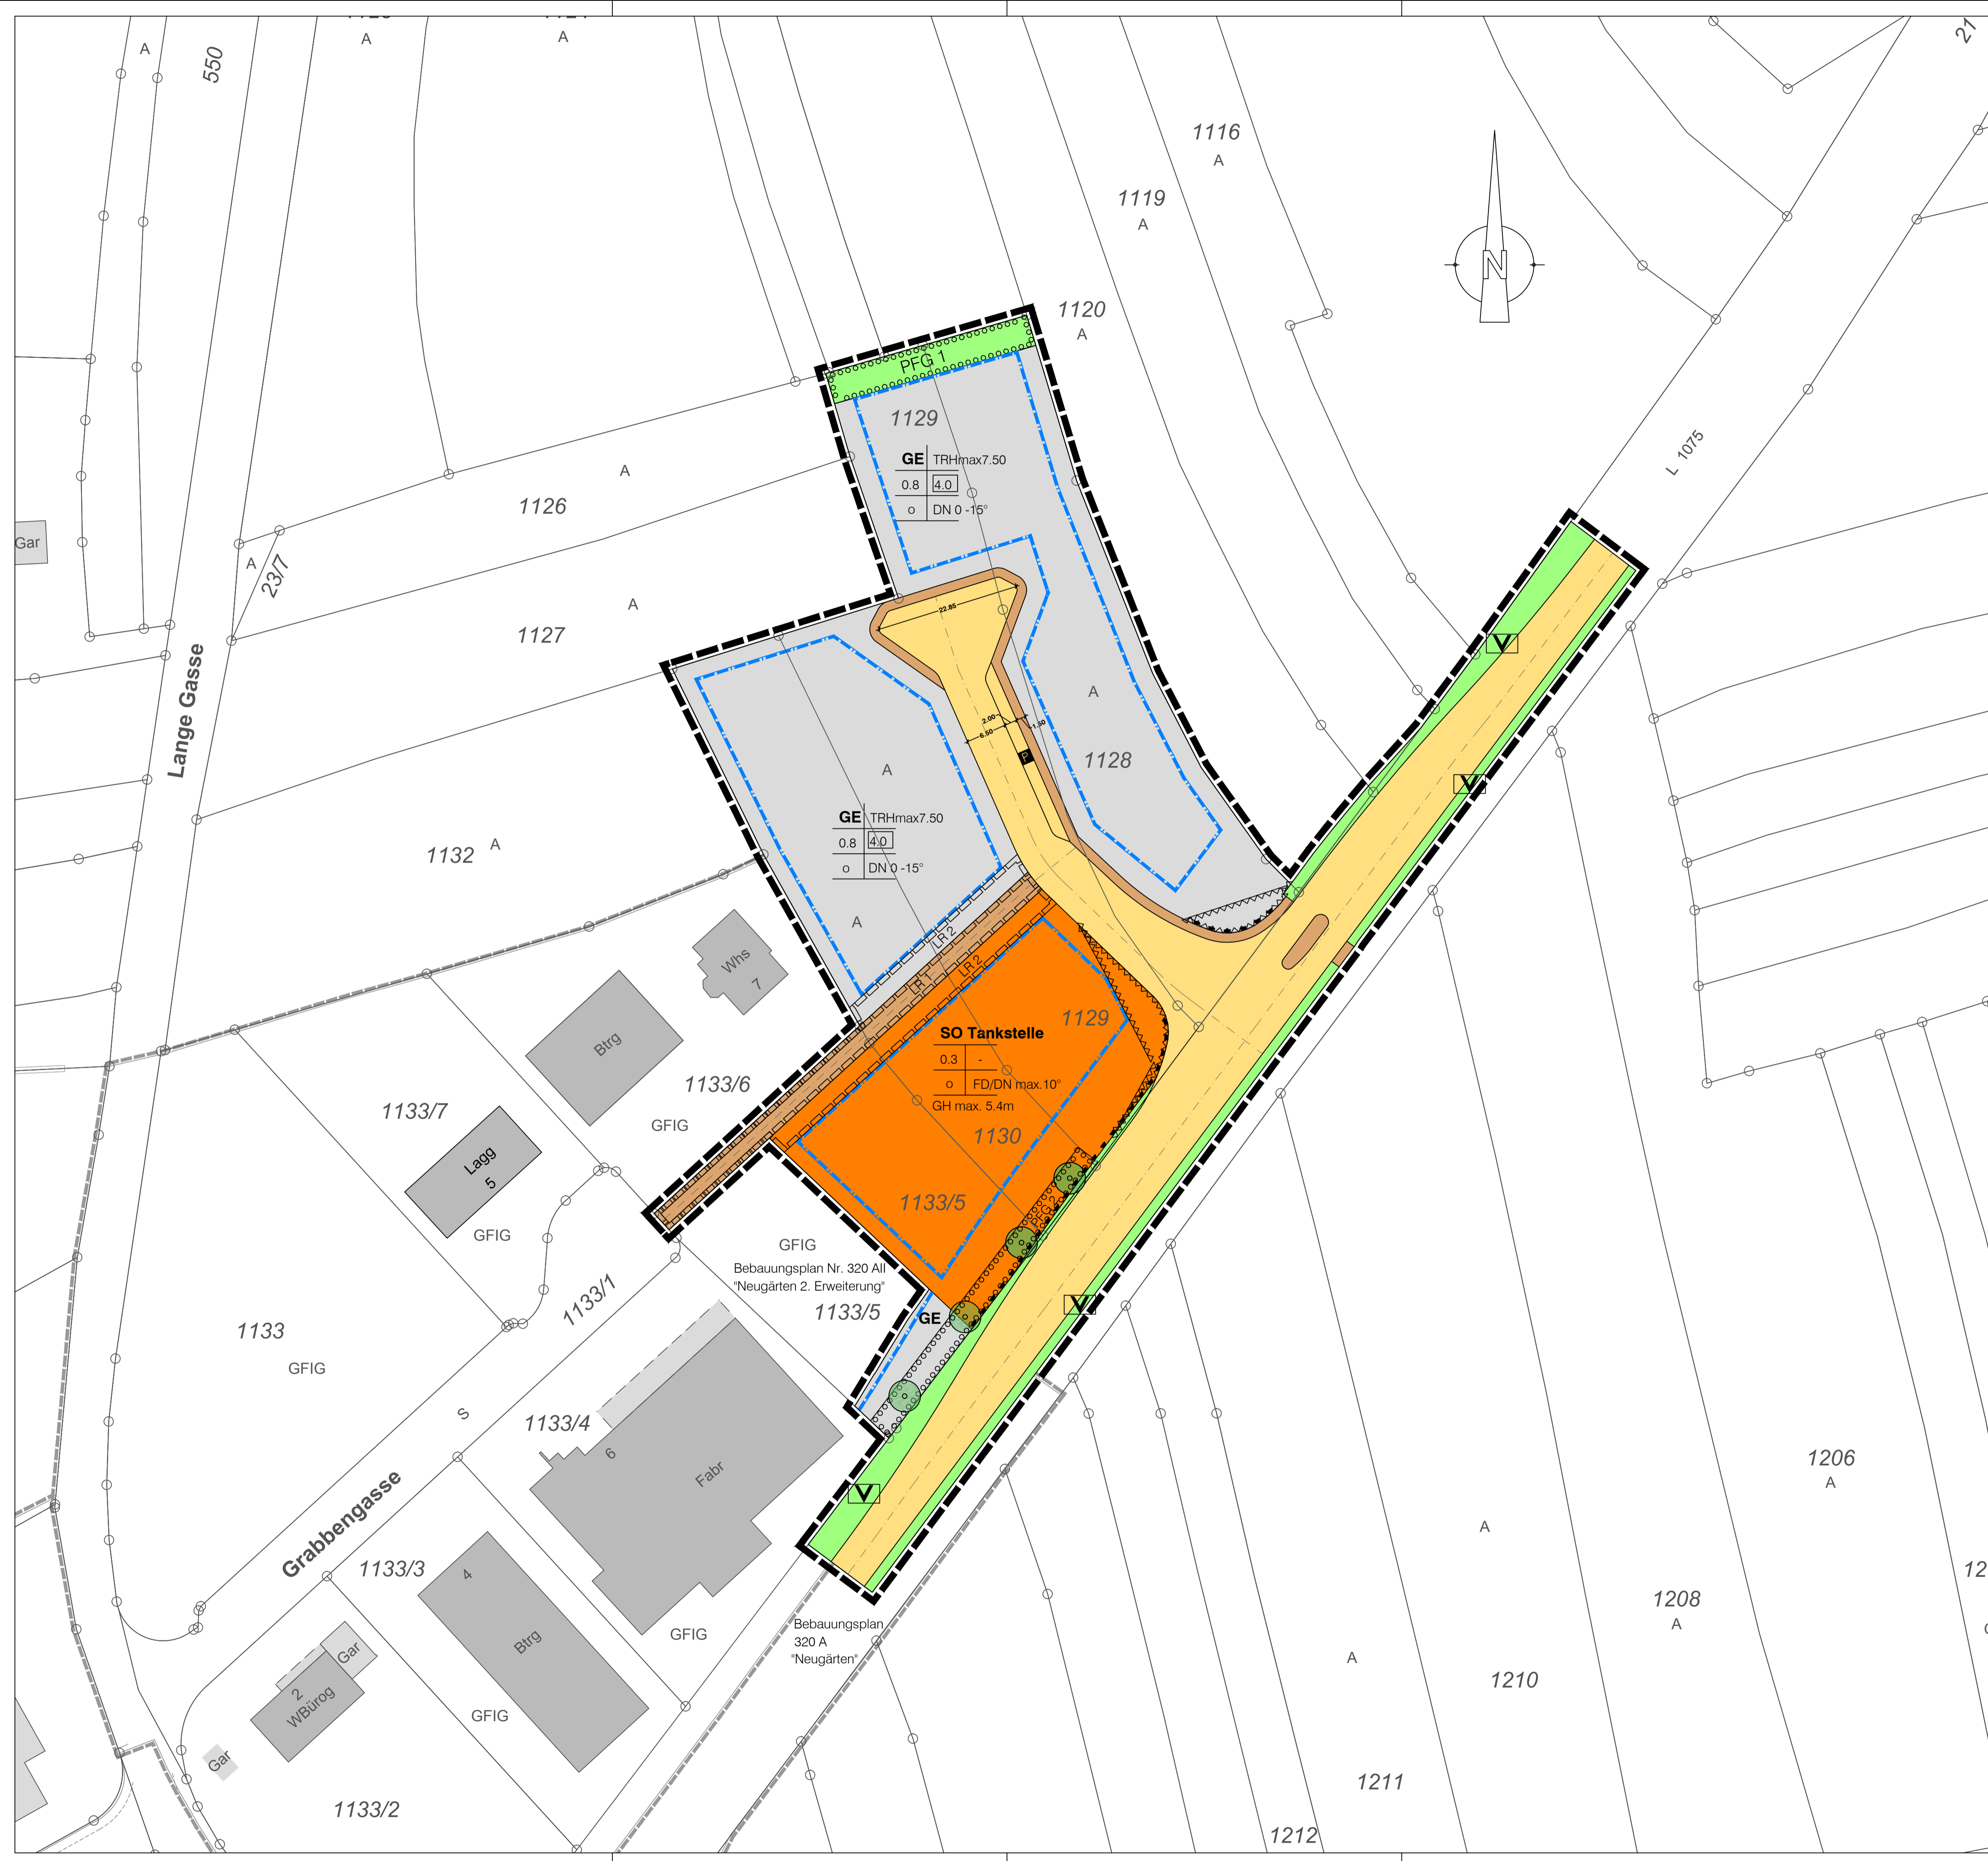 A
550
A
A
21
1116
A
1119
A
N
1120
A
L 1075
PFG 1
1129
GE TRHmax7.50
0.8 4.0
o DN 0 -15°
A
1126
Gar
A
23/7
A
1127
22.85
V
Lange Gasse
A
2.00
1.50
6.50
P
1128
V
A
GE TRHmax7.50
0.8 4.0
o DN 0 -15°
1132
A
A
LR 2
LR 2
LR 1
Whs
7
Btrg
1129
SO Tankstelle
0.3 -
o FD/DN max.10°
GH max. 5.4m
1130
1133/6
GFIG
1133/7
Lagg
5
GFIG
1133/5
PFG 2
GFIG
Bebauungsplan Nr. 320 AII
"Neugärten 2. Erweiterung"
1133/5
GE
V
1133/1
1133
GFIG
S
1133/4
6
Fabr
1206
A
V
A
Grabbengasse
1133/3
4
Btrg
12
1208
A
Bebauungsplan
320 A
"Neugärten"
GFIG
Gar
2
WBürog
A
1210
GFIG
Gar
1133/2
1211
1212